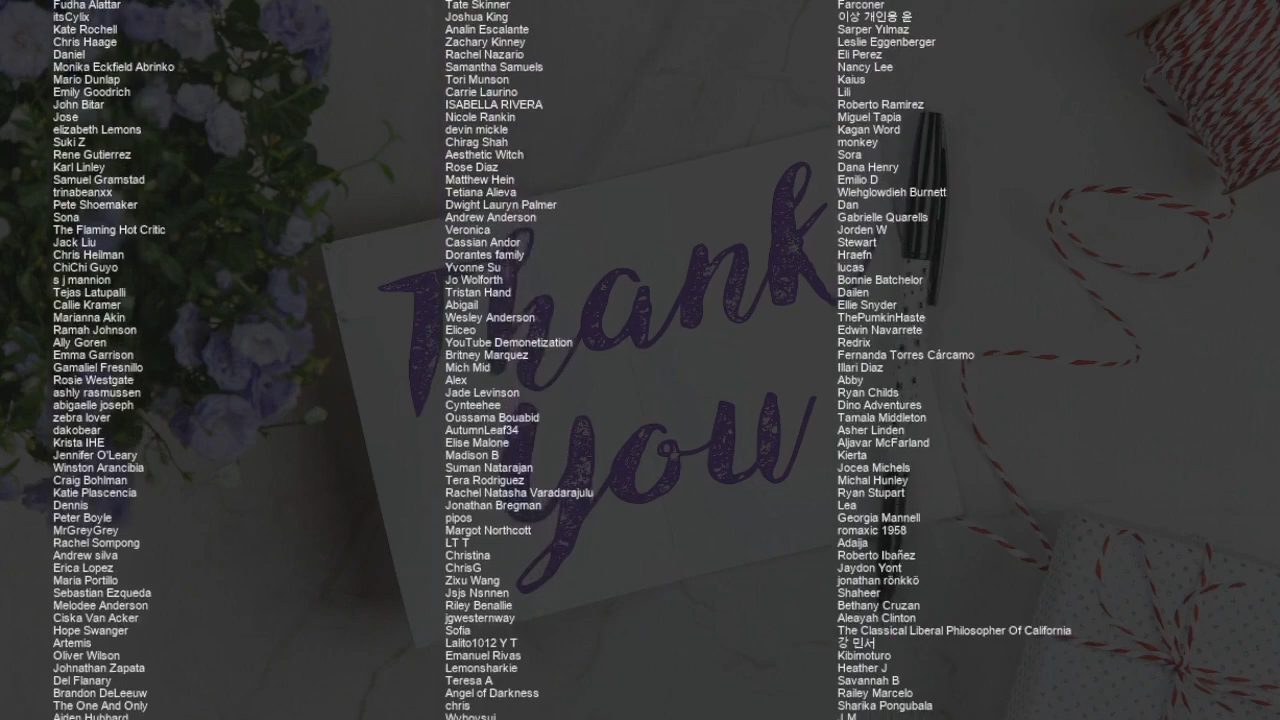 Fudha Alattar
itsCylix
Kate Rochell
Chris Haage
Daniel
Monika Eckfield Abrinko
Mario Dunlap
Emily Goodrich
John Bitar
Jose
elizabeth Lemons
Suki Z
Rene Gutierrez
Karl Linley
Samuel Gramstad
trinabeanxx
Pete Shoemaker
Sona
The Flaming Hot Critic
Jack Liu
Chris Heilman
ChiChi Guyo
s j mannion
Tejas Latupalli
Callie Kramer
Marianna Akin
Ramah Johnson
Ally Goren
Emma Garrison
Gamaliel Fresnillo
Rosie Westgate
ashly rasmussen
abigaelle joseph
zebra lover
dakobear
Krista IHE
Jennifer O'Leary
Winston Arancibia
Craig Bohlman
Katie Plascencia
Dennis
Peter Boyle
MrGreyGrey
Rachel Sompong
Andrew silva
Erica Lopez
Maria Portillo
Sebastian Ezqueda
Melodee Anderson
Ciska Van Acker
Hope Swanger
Artemis
Oliver Wilson
Johnathan Zapata
Del Flanary
Brandon DeLeeuw
The One And Only
Aiden Hubbard
Tate Skinner
Joshua King
Analin Escalante
Zachary Kinney
Rachel Nazario
Samantha Samuels
Tori Munson
Carrie Laurino
ISABELLA RIVERA
Nicole Rankin
devin mickle
Chirag Shah
Aesthetic Witch
Rose Diaz
Matthew Hein
Tetiana Alieva
Dwight Lauryn Palmer
Andrew Anderson
Veronica
Cassian Andor
Dorantes family
Yvonne Su
Jo Wolforth
Tristan Hand
Abigail
Wesley Anderson
Eliceo
YouTube Demonetization
Britney Marquez
Mich Mid
Alex
Jade Levinson
Cynteehee
Oussama Bouabid
AutumnLeaf34
Elise Malone
Madison B
Suman Natarajan
Tera Rodriguez
Rachel Natasha Varadarajulu
Jonathan Bregman
pipos
Margot Northcott
LT T
Christina
ChrisG
Zixu Wang
Jsjs Nsnnen
Riley Benallie
jgwesternway
Sofia
Lalito1012 Y T
Emanuel Rivas
Lemonsharkie
Teresa A
Angel of Darkness
chris
Wyboysui
Farconer
이상 개인용 윤
Sarper Yılmaz
Leslie Eggenberger
Eli Perez
Nancy Lee
Kaius
Lili
Roberto Ramirez
Miguel Tapia
Kagan Word
monkey
Sora
Dana Henry
Emilio D
Wlehglowdieh Burnett
Dan
Gabrielle Quarells
Jorden W
Stewart
Hraefn
lucas
Bonnie Batchelor
Dailen
Ellie Snyder
ThePumkinHaste
Edwin Navarrete
Redrix
Fernanda Torres Cárcamo
Illari Diaz
Abby
Ryan Childs
Dino Adventures
Tamala Middleton
Asher Linden
Aljavar McFarland
Kierta
Jocea Michels
Michal Hunley
Ryan Stupart
Lea
Georgia Mannell
romaxic 1958
Adaija
Roberto Ibañez
Jaydon Yont
jonathan rönkkö
Shaheer
Bethany Cruzan
Aleayah Clinton
The Classical Liberal Philosopher Of California
강 민서
Kibimoturo
Heather J
Savannah B
Railey Marcelo
Sharika Pongubala
J M
Thank
you